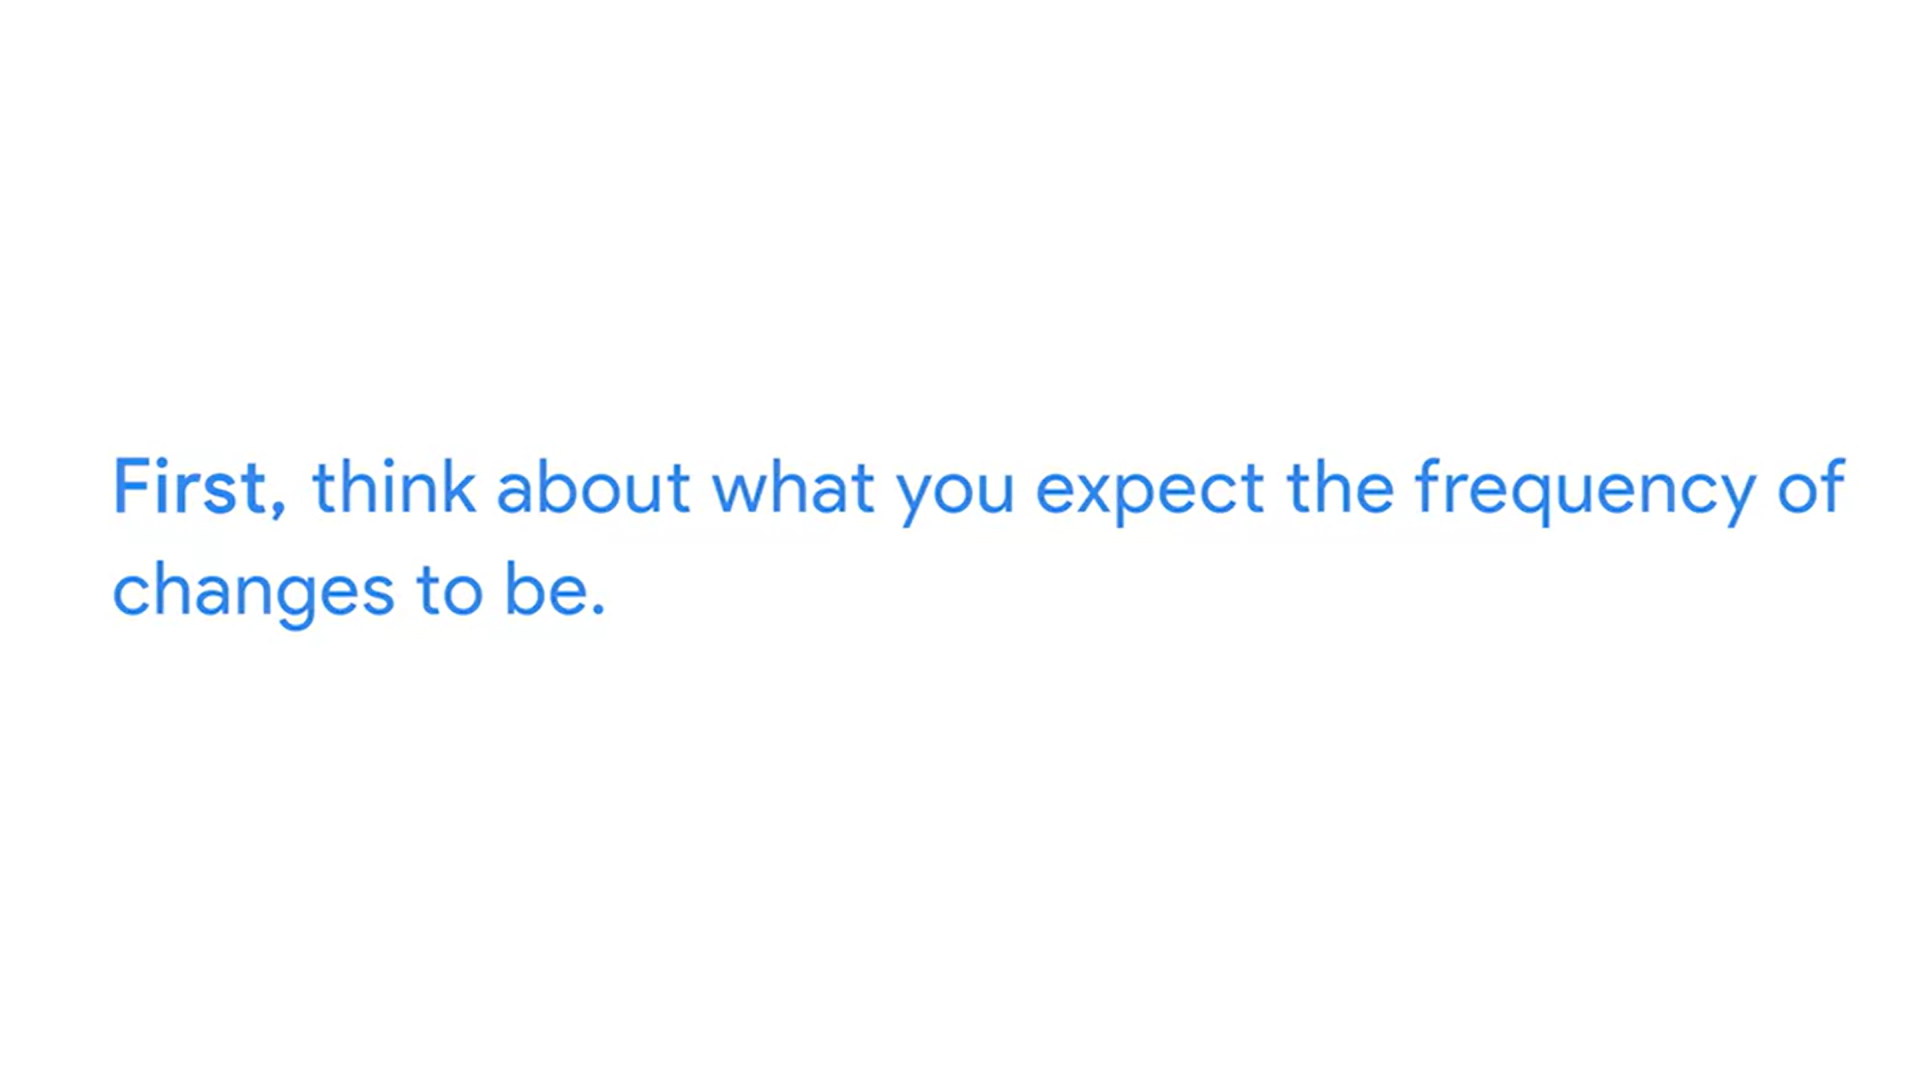 First, think about what you expect the frequency of
changes to be.